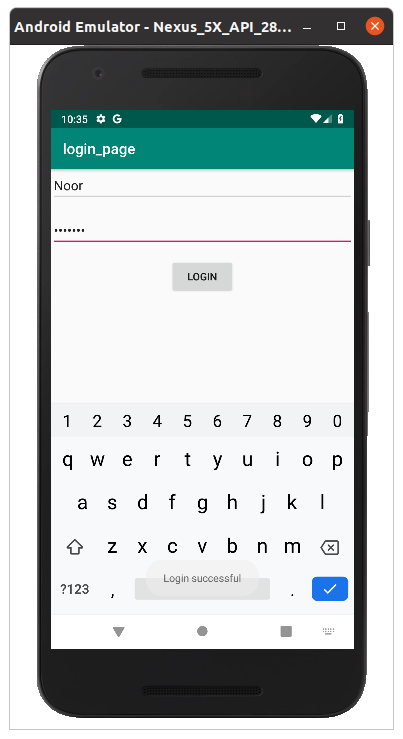 Android Emulator - Nexus_5X_API_28...
10:35 G
login_page
Noor
•••••••
LOGIN
1 2 3 4 5 6 7 8 9 0
q w e r t y u i o p
a s d f g h j k l
z x c v b n m
?123 , .
Login successful